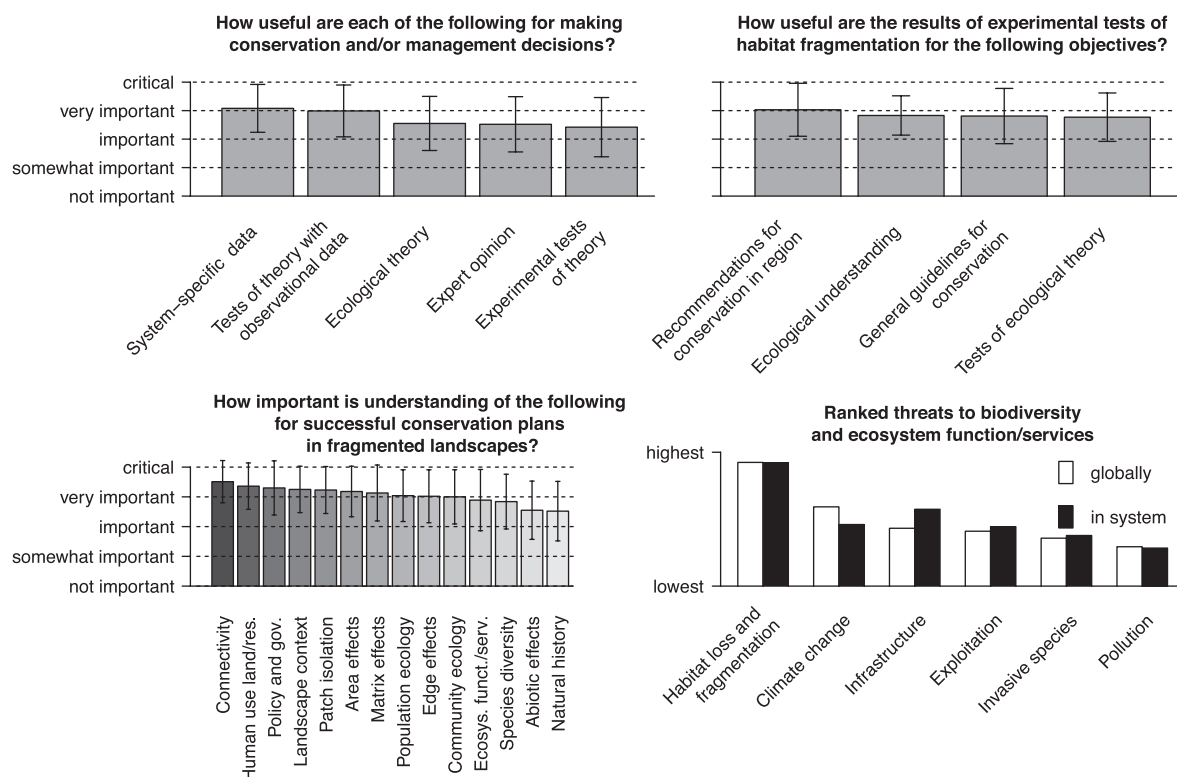 How useful are each of the following for making
conservation and/or management decisions?
critical
very important
important
somewhat important
not important
System–specific data
Tests of theory with
observational data
Ecological theory
Expert opinion
Experimental tests
of theory
How useful are the results of experimental tests of
habitat fragmentation for the following objectives?
Recommendations for
conservation in region
Ecological understanding
General guidelines for
conservation
Tests of ecological theory
How important is understanding of the following
for successful conservation plans
in fragmented landscapes?
critical
very important
important
somewhat important
not important
Connectivity
Human use land/res.
Policy and gov.
Landscape context
Patch isolation
Area effects
Matrix effects
Population ecology
Edge effects
Community ecology
Ecosys. funct./serv.
Species diversity
Abiotic effects
Natural history
Ranked threats to biodiversity
and ecosystem function/services
highest
lowest
globally
in system
Habitat loss and
fragmentation
Climate change
Infrastructure
Exploitation
Invasive species
Pollution